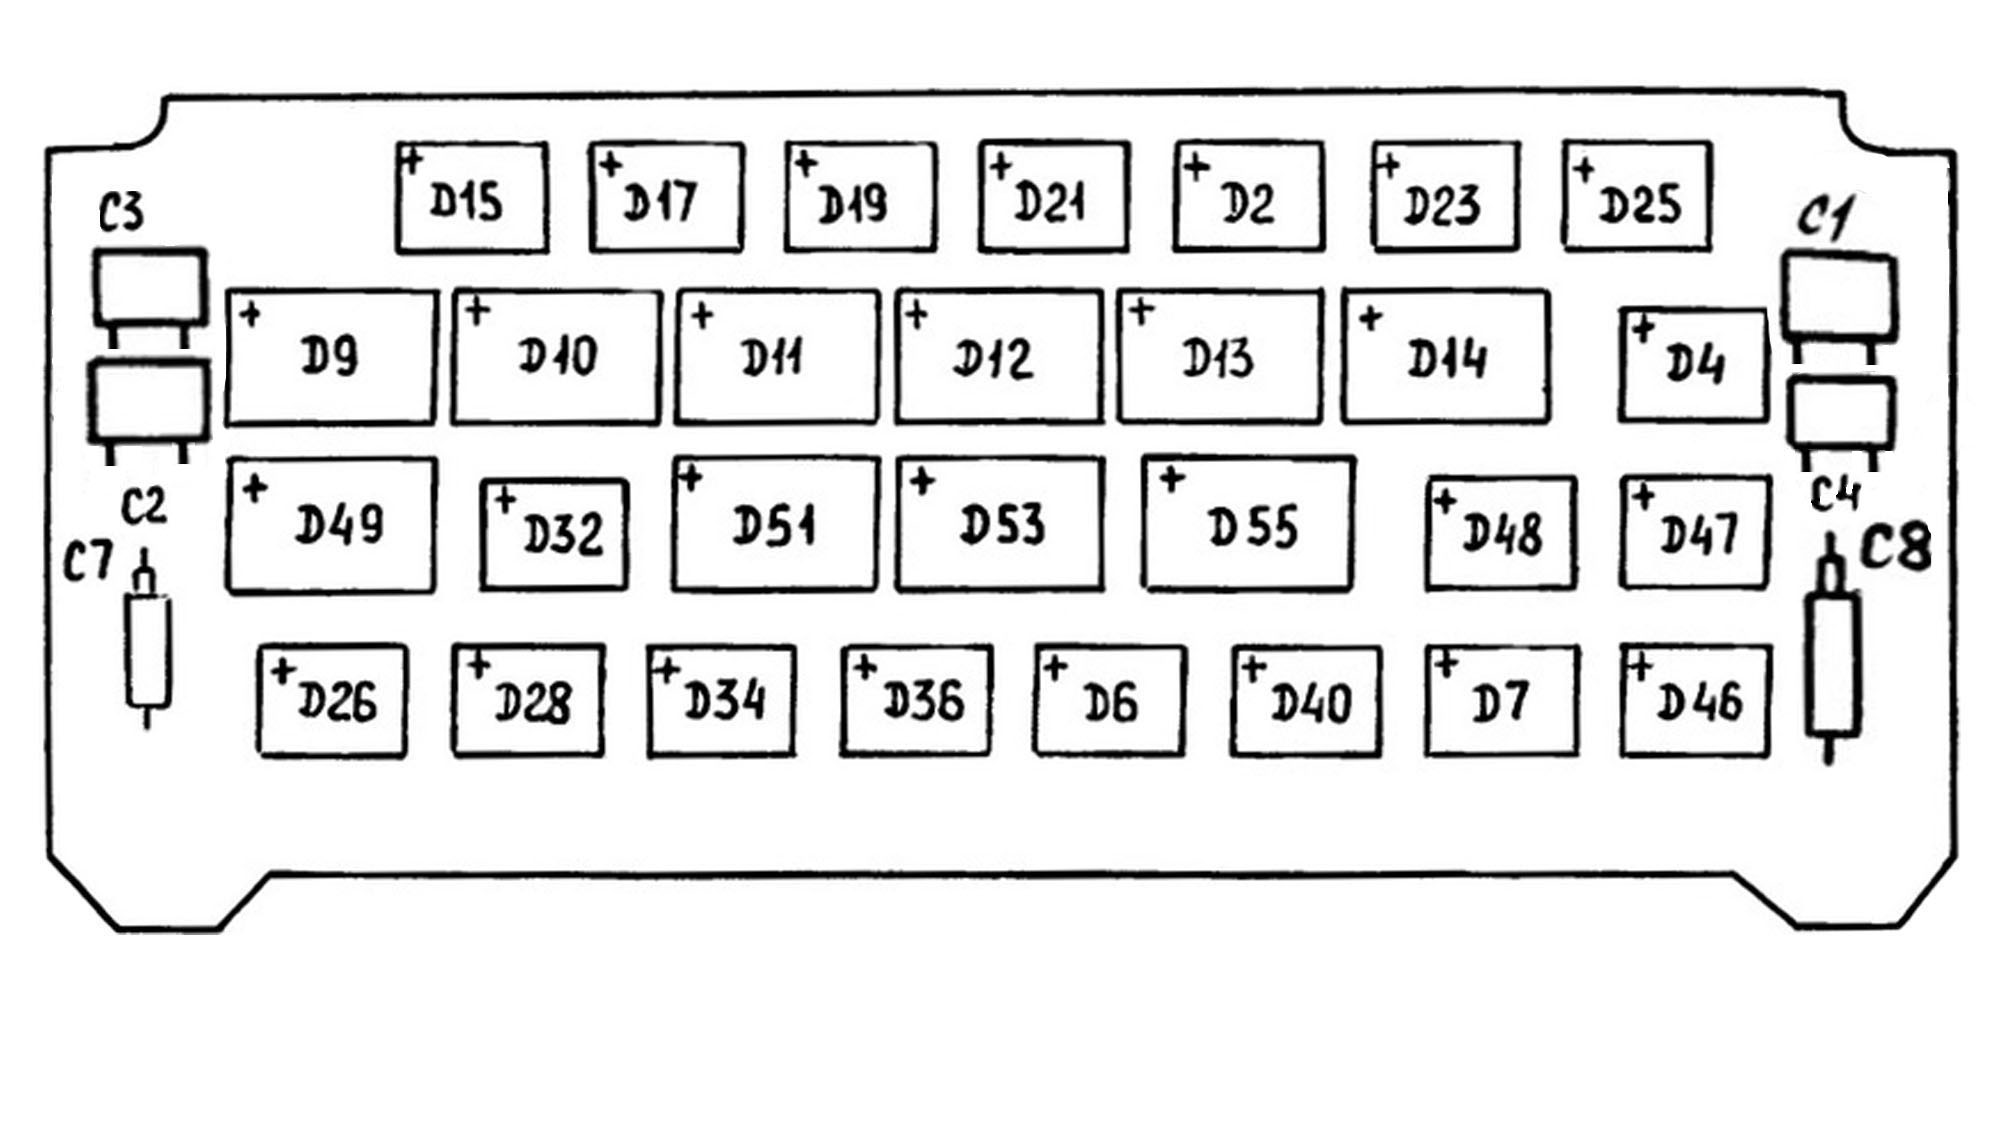 D15 D17 D19 D21 D2 D23 D25
C3 C1
D9 D10 D11 D12 D13 D14 D4
D49 D32 D51 D53 D55 D48 D47
C2 C4
C7 C8
D26 D28 D34 D36 D6 D40 D7 D46